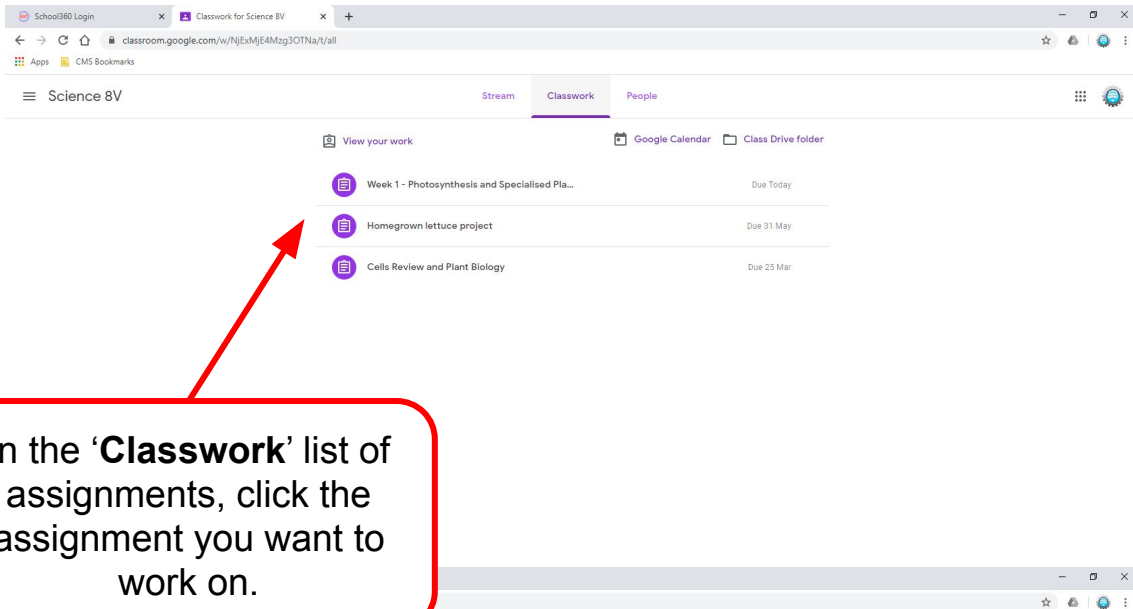 School360 Login Classwork for Science 8V
classroom.google.com/w/NjExMjE4Mzg3OTNa/t/all
Apps CMS Bookmarks
Science 8V Stream Classwork People
View your work Google Calendar Class Drive folder
Week 1 - Photosynthesis and Specialised Pla... Due Today
Homegrown lettuce project Due 31 May
Cells Review and Plant Biology Due 25 Mar
n the ‘Classwork’ list of
assignments, click the
assignment you want to
work on.